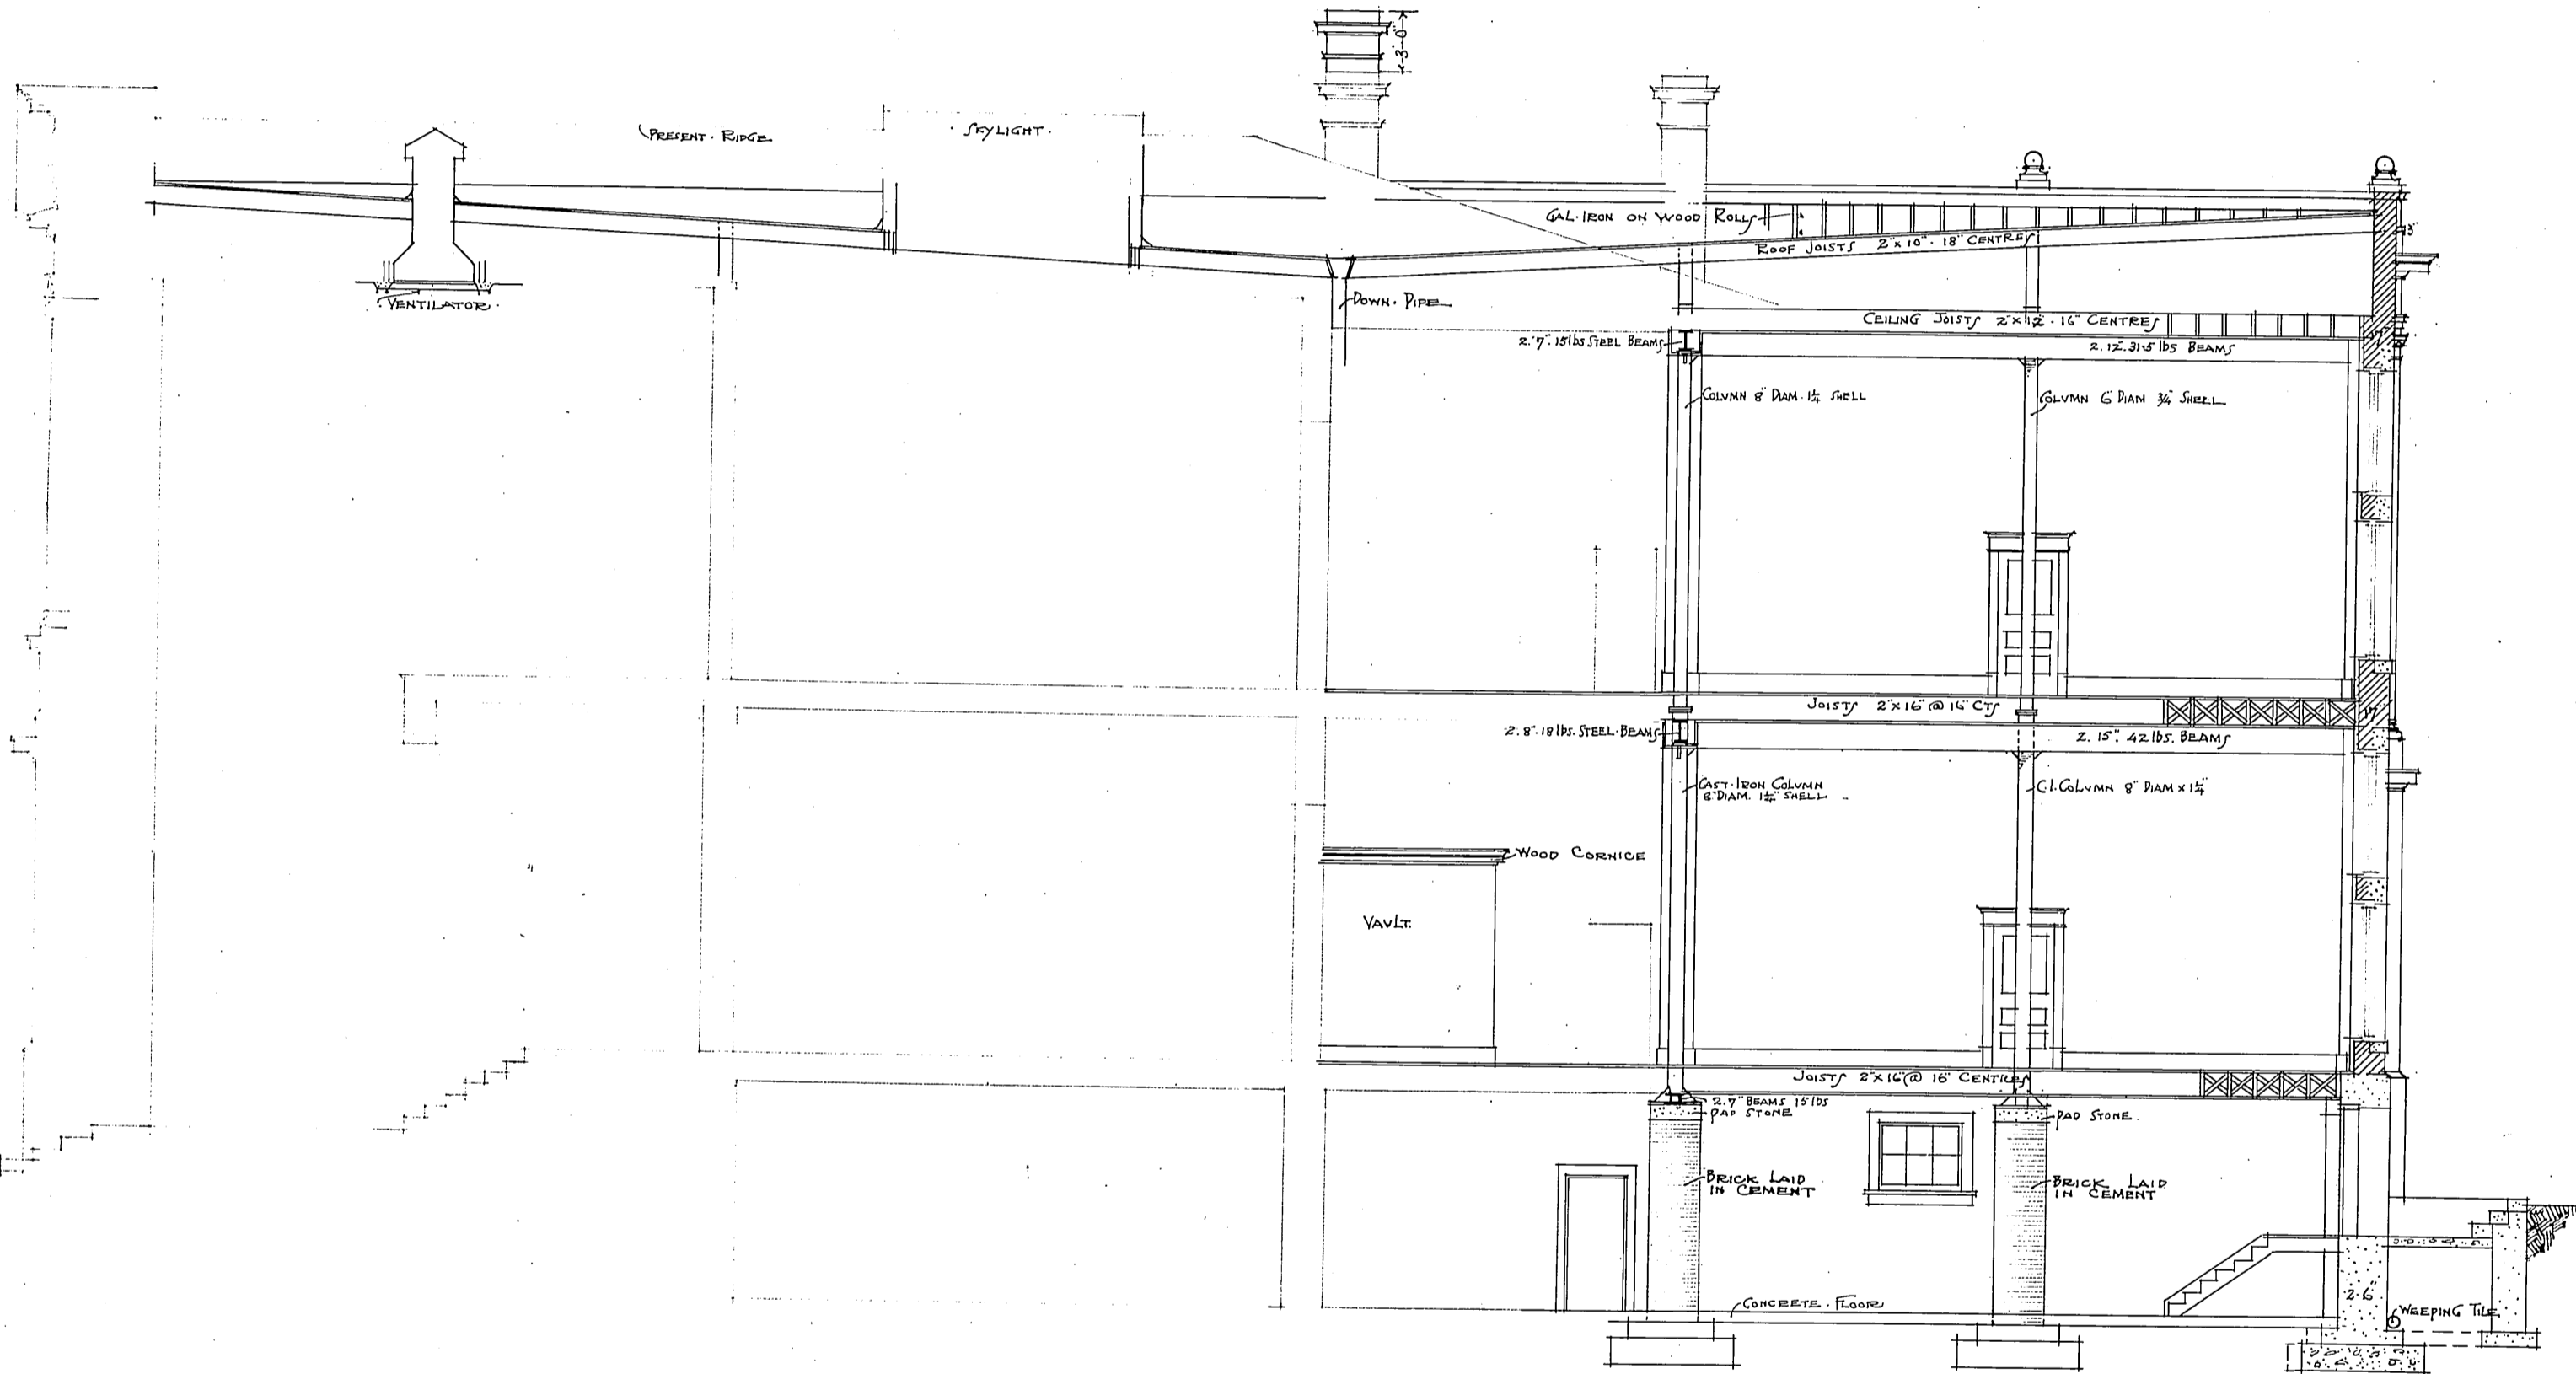 3'-0"
PRESENT · RIDGE
· SKYLIGHT ·
GAL · IRON ON WOOD ROLLS
ROOF JOISTS 2"x10" · 18" CENTRES
13"
· VENTILATOR ·
DOWN · PIPE
CEILING JOISTS 2"x12" · 16" CENTRES
2. 7". 15 lbs STEEL BEAMS
2. 12". 31.5 lbs BEAMS
17"
COLUMN 8" DIAM · 1¼" SHELL
COLUMN 6" DIAM ¾" SHELL
JOISTS 2"x16" @ 16" CTS
17"
2. 8". 18 lbs. STEEL · BEAMS
2. 15". 42 lbs. BEAMS
CAST · IRON COLUMN
8" DIAM. 1¼" SHELL
C.I. COLUMN 8" DIAM x 1¼"
WOOD CORNICE
VAULT.
JOISTS 2"x16" @ 16" CENTRES
2. 7" BEAMS 15 lbs
PAD STONE
PAD STONE.
BRICK LAID
IN CEMENT
BRICK LAID
IN CEMENT
CONCRETE · FLOOR
2·6"
WEEPING TILE